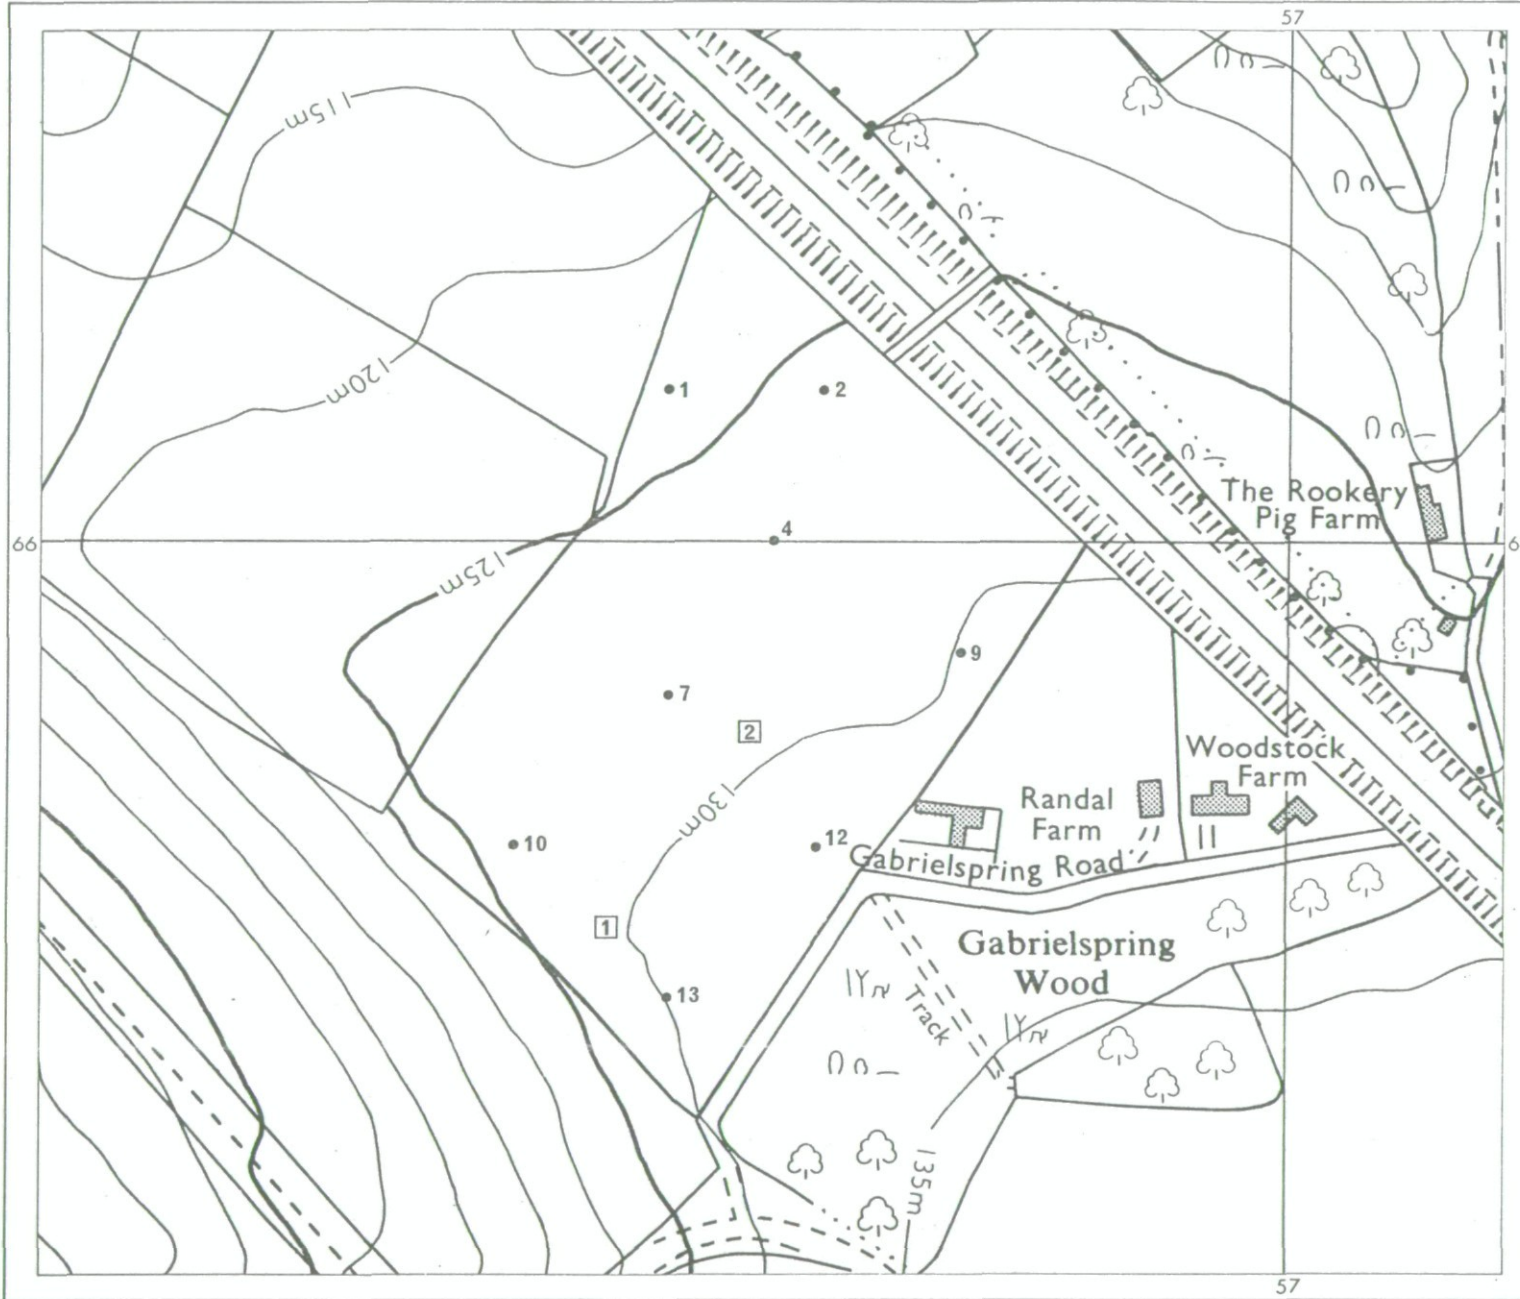 57
115m
120m
1
2
The Rookery
Pig Farm
66
4
6
125m
9
7
2
Woodstock
Farm
130m
Randal
Farm
10
12
Gabrielspring Road
1
Gabrielspring
Wood
13
Track
135m
57